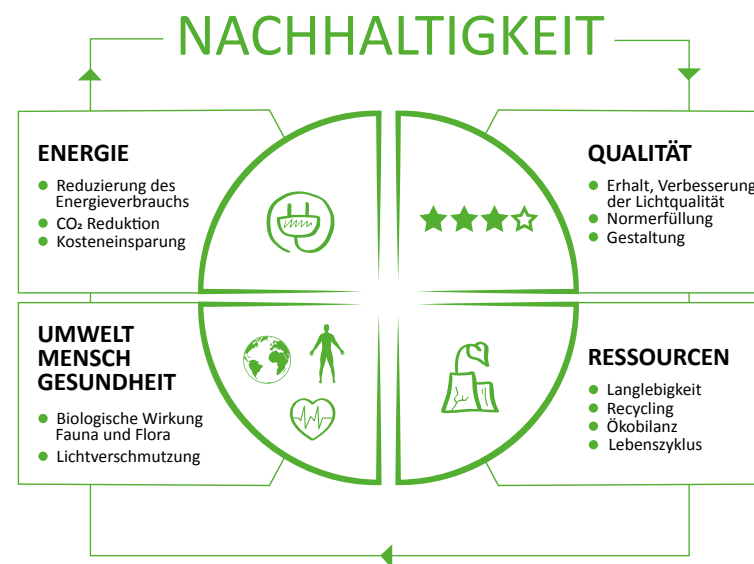 NACHHALTIGKEIT
ENERGIE
● Reduzierung des
Energieverbrauchs
● CO₂ Reduktion
● Kosteneinsparung
QUALITÄT
● Erhalt, Verbesserung
der Lichtqualität
● Normerfüllung
● Gestaltung
UMWELT
MENSCH
GESUNDHEIT
● Biologische Wirkung
Fauna und Flora
● Lichtverschmutzung
RESSOURCEN
● Langlebigkeit
● Recycling
● Ökobilanz
● Lebenszyklus